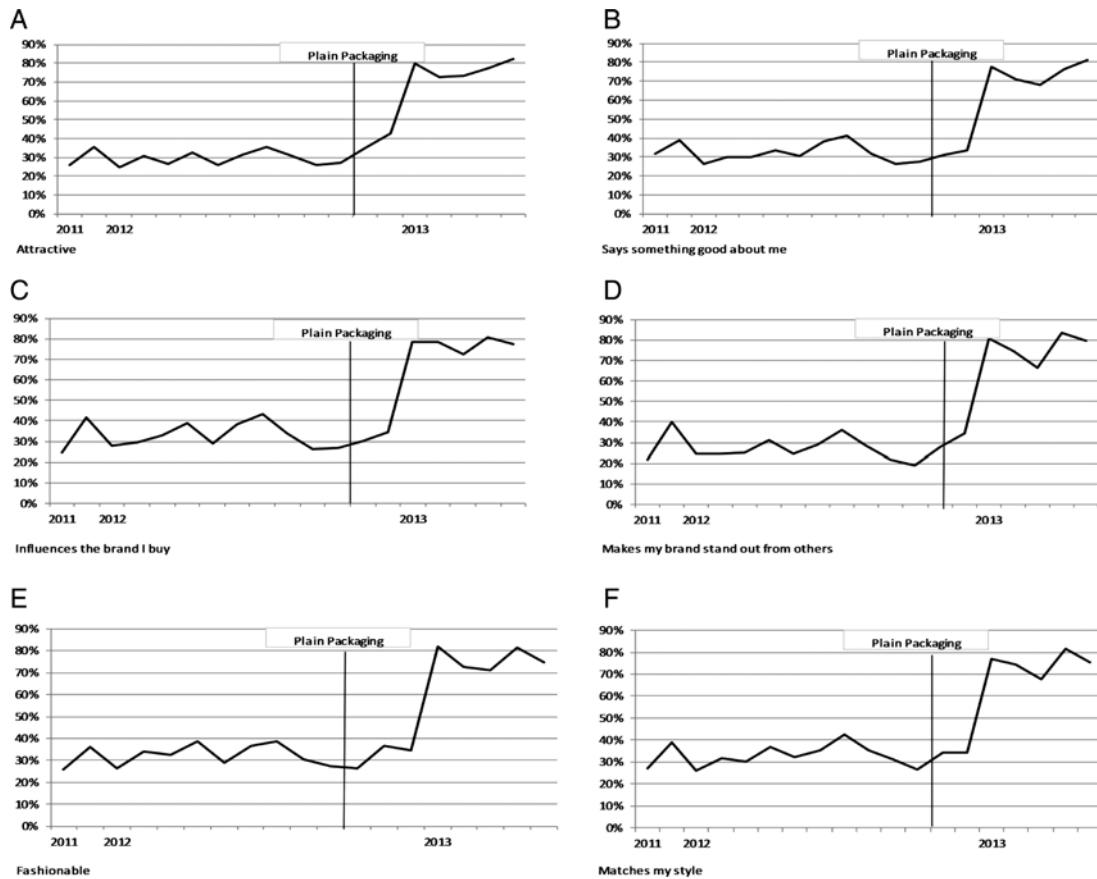 A
90%
80%
70%
60%
50%
40%
30%
20%
10%
0%
Plain Packaging
2011 2012 2013
Attractive
B
90%
80%
70%
60%
50%
40%
30%
20%
10%
0%
Plain Packaging
2011 2012 2013
Says something good about me
C
90%
80%
70%
60%
50%
40%
30%
20%
10%
0%
Plain Packaging
2011 2012 2013
Influences the brand I buy
D
90%
80%
70%
60%
50%
40%
30%
20%
10%
0%
Plain Packaging
2011 2012 2013
Makes my brand stand out from others
E
90%
80%
70%
60%
50%
40%
30%
20%
10%
0%
Plain Packaging
2011 2012 2013
Fashionable
F
90%
80%
70%
60%
50%
40%
30%
20%
10%
0%
Plain Packaging
2011 2012 2013
Matches my style